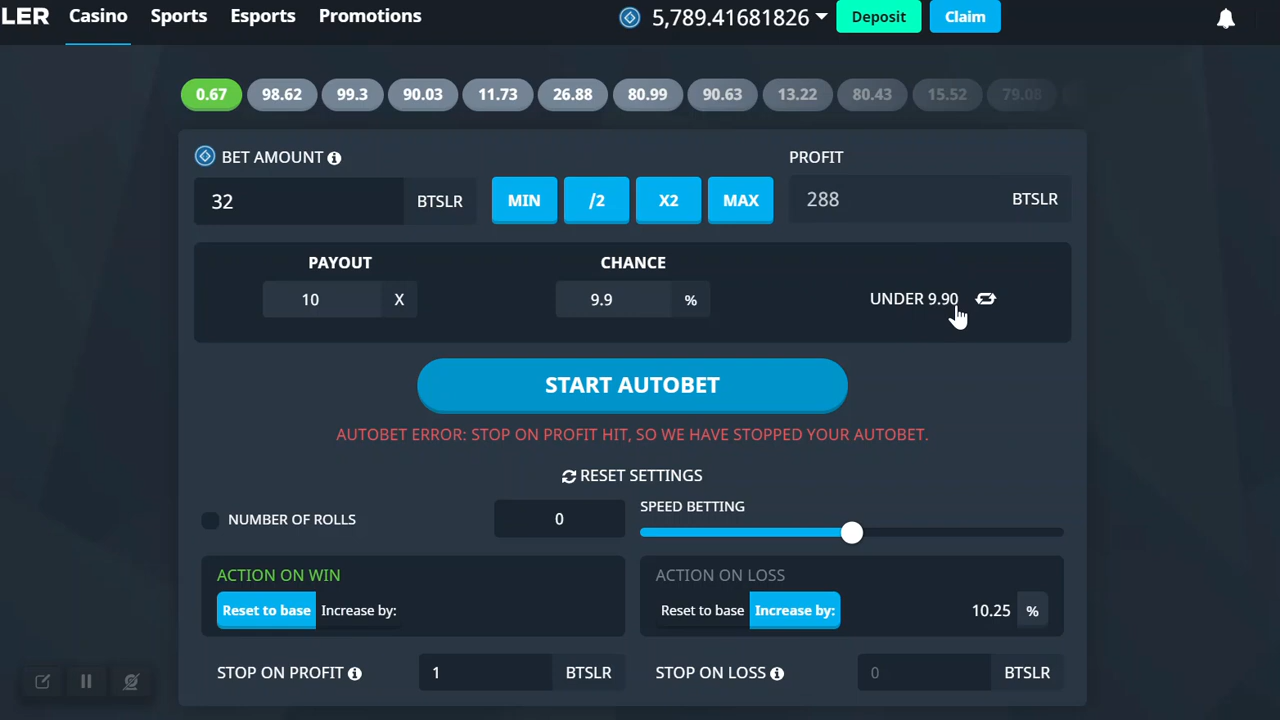 LER Casino Sports Esports Promotions 5,789.41681826 Deposit Claim
0.67 98.62 99.3 90.03 11.73 26.88 80.99 90.63 13.22 80.43 15.52 79.08
BET AMOUNT PROFIT
32 BTSLR MIN /2 X2 MAX 288 BTSLR
PAYOUT CHANCE
10 X 9.9 % UNDER 9.90
START AUTOBET
AUTOBET ERROR: STOP ON PROFIT HIT, SO WE HAVE STOPPED YOUR AUTOBET.
RESET SETTINGS
NUMBER OF ROLLS 0 SPEED BETTING
ACTION ON WIN ACTION ON LOSS
Reset to base Increase by: Reset to base Increase by: 10.25 %
STOP ON PROFIT 1 BTSLR STOP ON LOSS 0 BTSLR